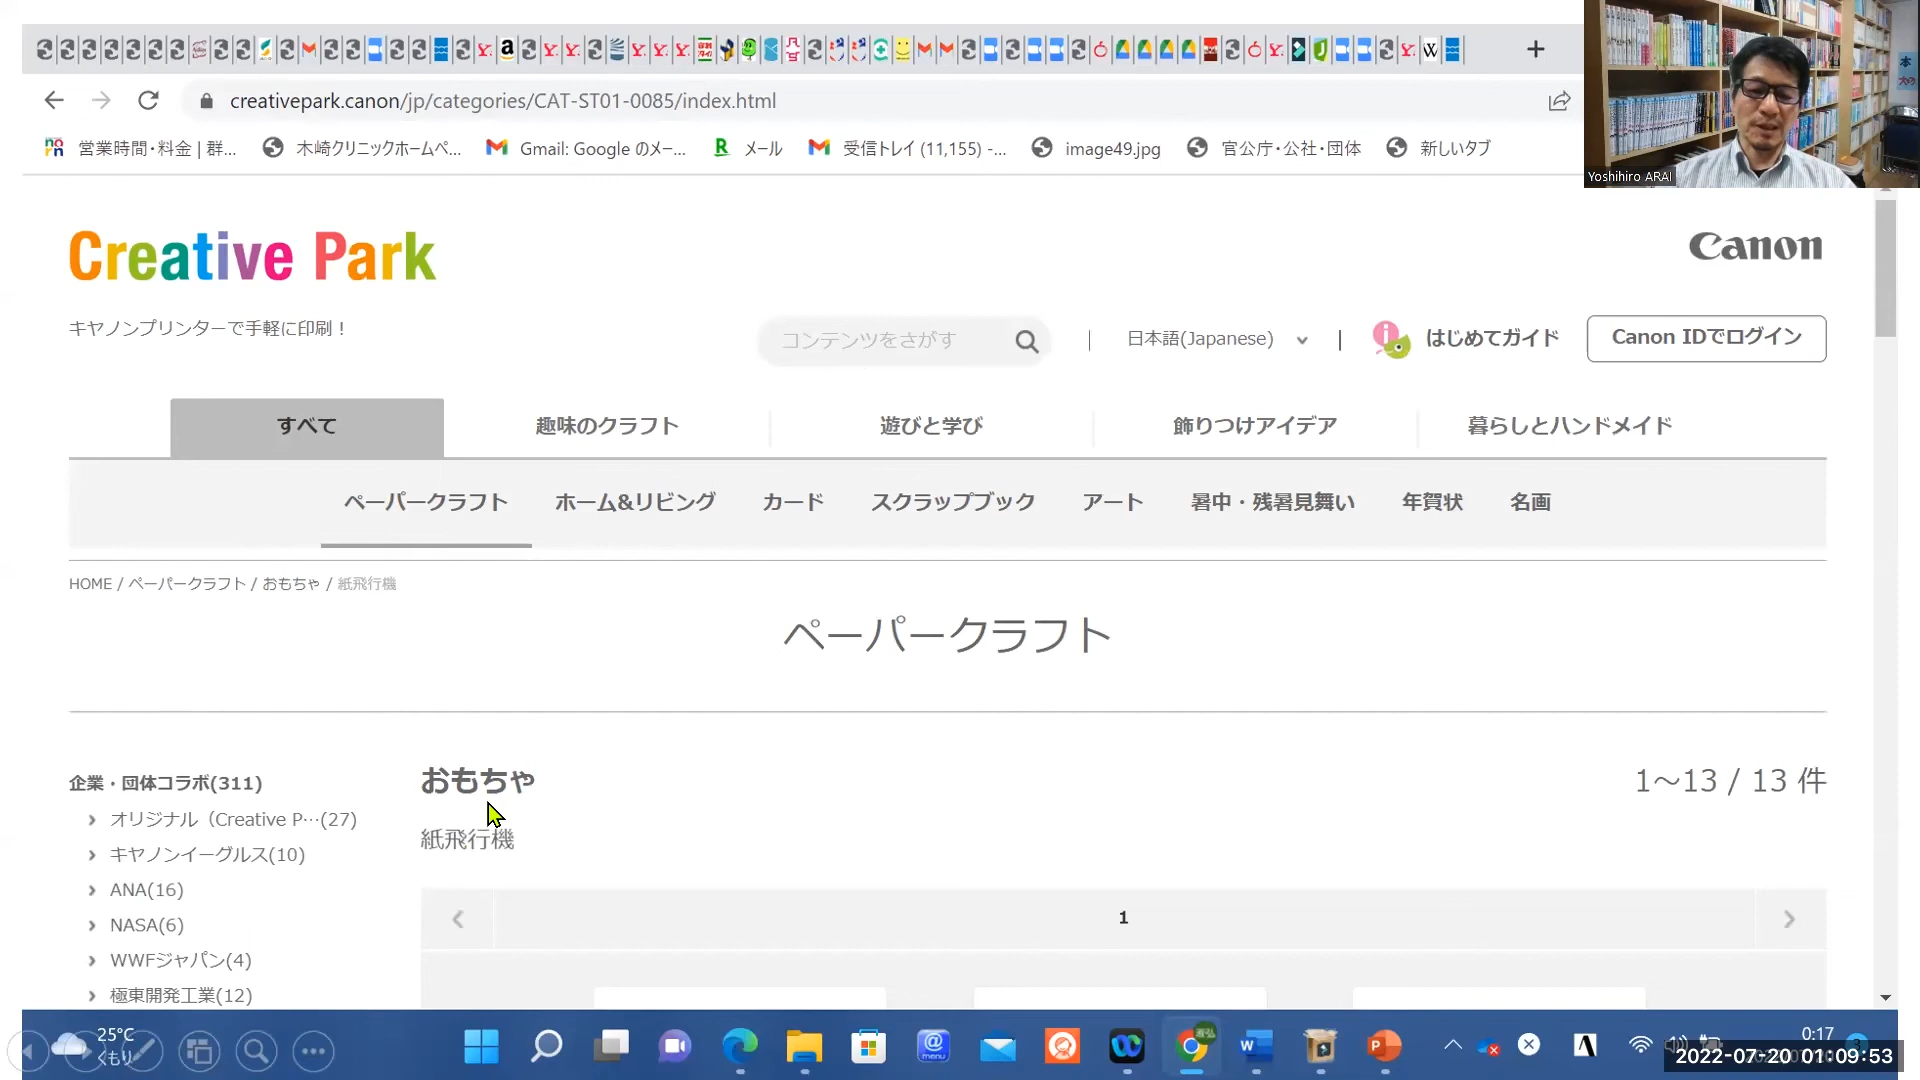 creativepark.canon/jp/categories/CAT-ST01-0085/index.html
営業時間・料金 | 群...
木崎クリニックホームペ...
Gmail: Google のメー...
メール
受信トレイ (11,155) -...
image49.jpg
官公庁・公社・団体
新しいタブ
Yoshihiro ARAI
Creative Park
Canon
キヤノンプリンターで手軽に印刷！
コンテンツをさがす
日本語(Japanese)
はじめてガイド
Canon IDでログイン
すべて
趣味のクラフト
遊びと学び
飾りつけアイデア
暮らしとハンドメイド
ペーパークラフト
ホーム&リビング
カード
スクラップブック
アート
暑中・残暑見舞い
年賀状
名画
HOME / ペーパークラフト / おもちゃ / 紙飛行機
ペーパークラフト
企業・団体コラボ(311)
オリジナル（Creative P…(27)
キヤノンイーグルス(10)
ANA(16)
NASA(6)
WWFジャパン(4)
極東開発工業(12)
おもちゃ
1～13 / 13 件
紙飛行機
1
25°C
くもり
0:17
2022-07-20 01:09:53